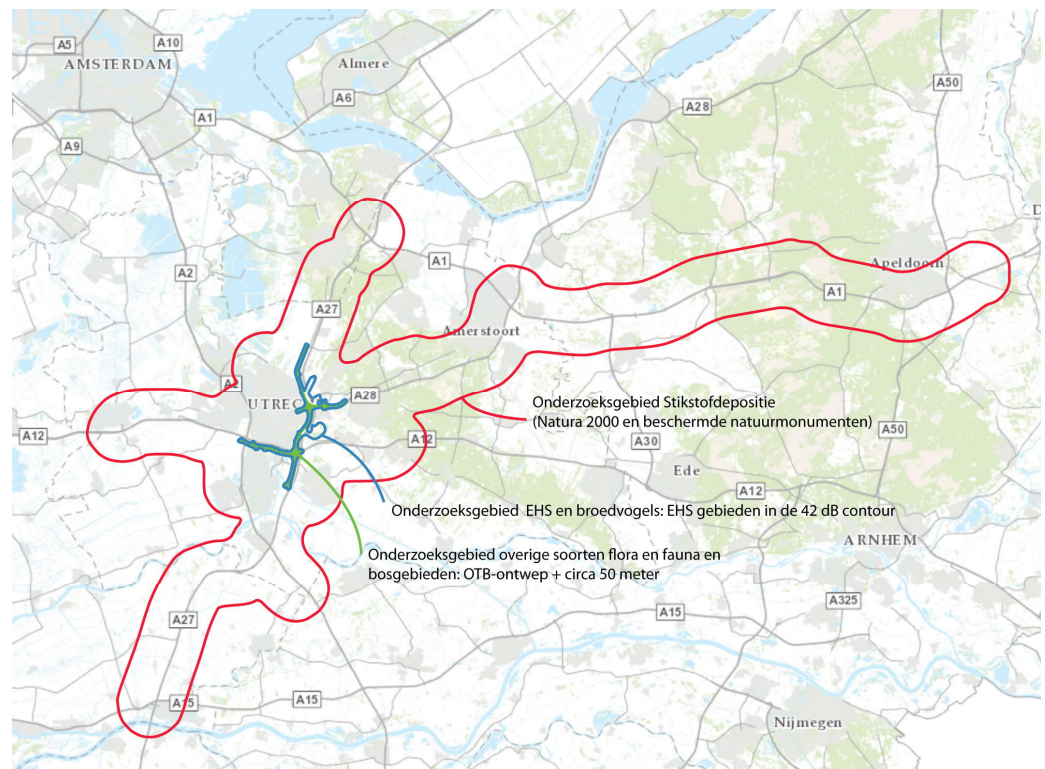 A5
A10
AMSTERDAM
Almere
A6
A28
A50
A1
A9
D
A2
A1
Apeldoorn
A1
A27
Amersfoort
A2
A28
UTREC
Onderzoeksgebied Stikstofdepositie
(Natura 2000 en beschermde natuurmonumenten)
A12
A12
A30
A50
Ede
A12
Onderzoeksgebied EHS en broedvogels: EHS gebieden in de 42 dB contour
ARNHEM
Onderzoeksgebied overige soorten flora en fauna en
bosgebieden: OTB-ontwep + circa 50 meter
A325
A15
A27
A15
A15
Nijmegen